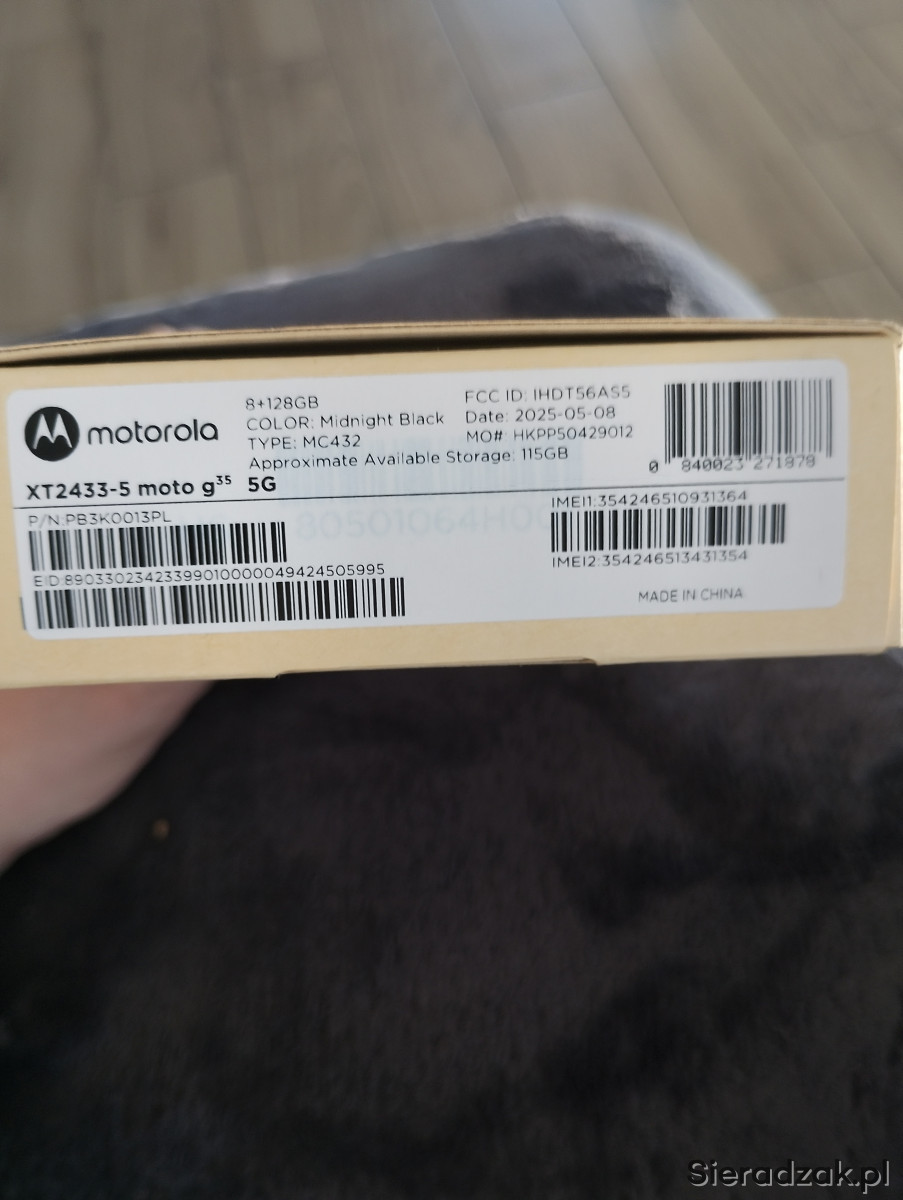 motorola
8+128GB
COLOR: Midnight Black
TYPE: MC432
Approximate Available Storage: 115GB
FCC ID: IHDT56AS5
Date: 2025-05-08
MO#: HKPP50429012
0 840023 271878
XT2433-5 moto g35 5G
P/N:PB3K0013PL
EID:89033023423399010000049424505995
IMEI1:354246510931364
IMEI2:354246513431354
MADE IN CHINA
Sieradzak.pl